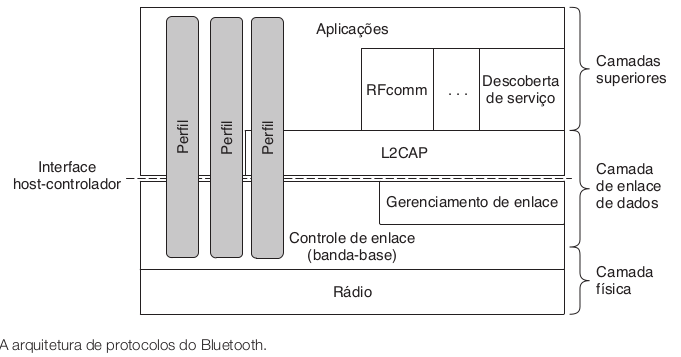 Aplicações
Camadas
superiores
RFcomm
. . .
Descoberta
de serviço
Perfil
Perfil
Perfil
L2CAP
Interface
host-controlador
Camada
de enlace
de dados
Gerenciamento de enlace
Controle de enlace
(banda-base)
Camada
física
Rádio
A arquitetura de protocolos do Bluetooth.